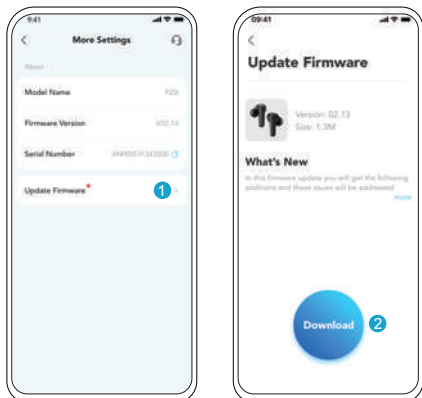 9:41
More Settings
About
Model Name
Firmware Version
V02.13
Serial Number
Update Firmware
1
09:41
Update Firmware
Version: 02.13
Size: 1.3M
What's New
In this firmware update you will get the following
additions and these issues will be addressed
more
Download
2